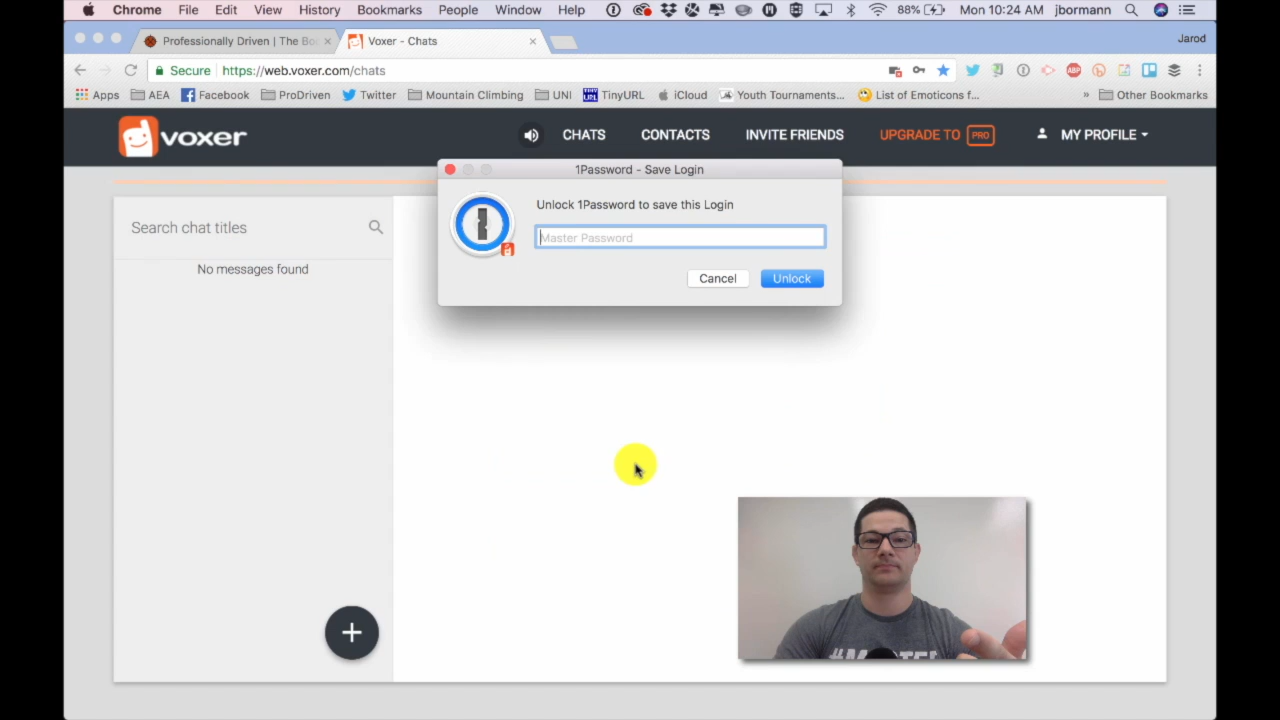 Chrome File Edit View History Bookmarks People Window Help 88% Mon 10:24 AM jbormann
Professionally Driven | The Bo
Voxer - Chats
Jarod
Secure https://web.voxer.com/chats
Apps AEA Facebook ProDriven Twitter Mountain Climbing UNI TinyURL iCloud Youth Tournaments... List of Emoticons f... » Other Bookmarks
voxer CHATS CONTACTS INVITE FRIENDS UPGRADE TO PRO MY PROFILE
1Password - Save Login
Unlock 1Password to save this Login
Master Password
Cancel Unlock
Search chat titles
No messages found